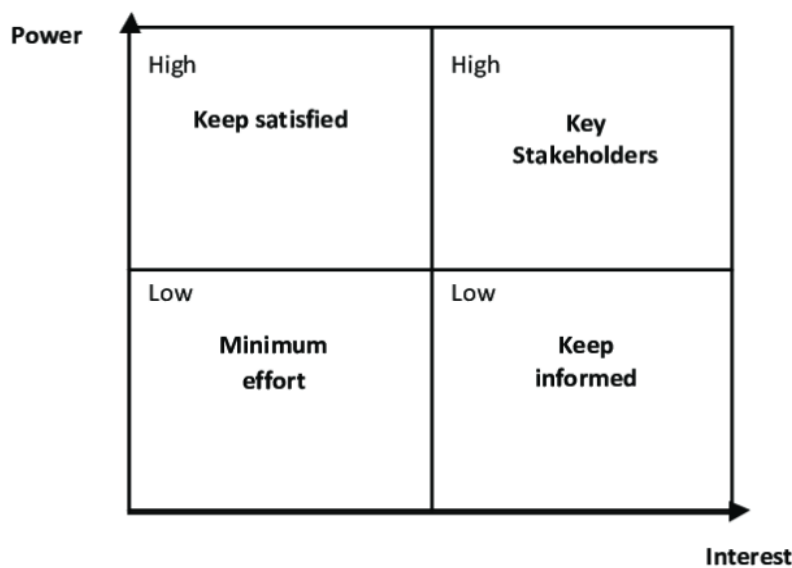 Power
High
Keep satisfied
High
Key
Stakeholders
Low
Minimum
effort
Low
Keep
informed
Interest